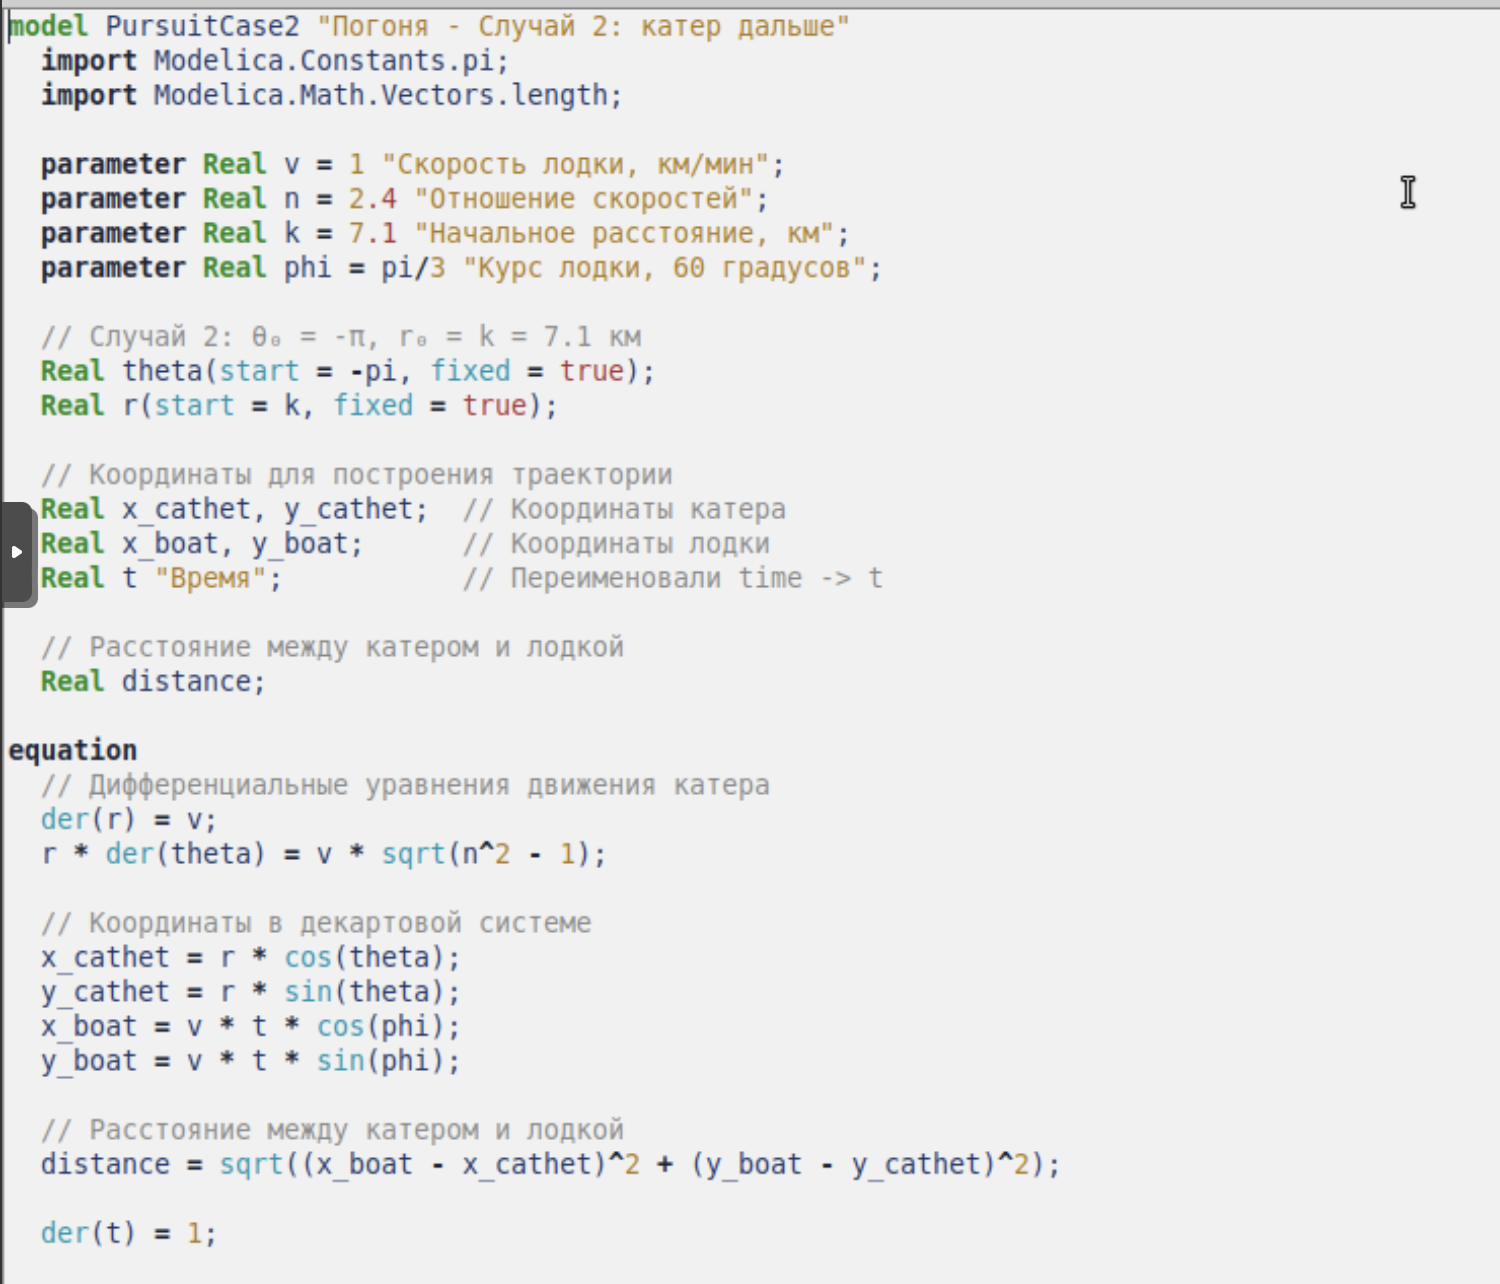 model PursuitCase2 "Погоня - Случай 2: катер дальше"
  import Modelica.Constants.pi;
  import Modelica.Math.Vectors.length;

  parameter Real v = 1 "Скорость лодки, км/мин";
  parameter Real n = 2.4 "Отношение скоростей";
  parameter Real k = 7.1 "Начальное расстояние, км";
  parameter Real phi = pi/3 "Курс лодки, 60 градусов";

  // Случай 2: θ₀ = -π, r₀ = k = 7.1 км
  Real theta(start = -pi, fixed = true);
  Real r(start = k, fixed = true);

  // Координаты для построения траектории
  Real x_cathet, y_cathet;  // Координаты катера
  Real x_boat, y_boat;      // Координаты лодки
  Real t "Время";           // Переименовали time -> t

  // Расстояние между катером и лодкой
  Real distance;

equation
  // Дифференциальные уравнения движения катера
  der(r) = v;
  r * der(theta) = v * sqrt(n^2 - 1);

  // Координаты в декартовой системе
  x_cathet = r * cos(theta);
  y_cathet = r * sin(theta);
  x_boat = v * t * cos(phi);
  y_boat = v * t * sin(phi);

  // Расстояние между катером и лодкой
  distance = sqrt((x_boat - x_cathet)^2 + (y_boat - y_cathet)^2);

  der(t) = 1;